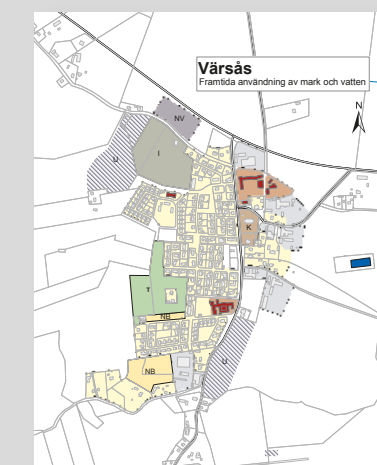 Värsås
Framtida användning av mark och vatten
N
NV
I
U
K
T
NB
NB
U